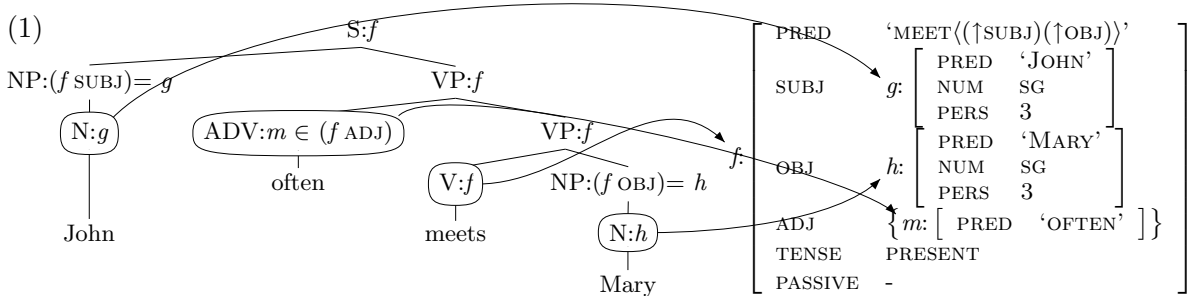 (1)
S:f
NP:(f SUBJ)= g
VP:f
N:g
ADV:m ∈ (f ADJ)
VP:f
often
V:f
NP:(f OBJ)= h
John
meets
N:h
Mary
f:
PRED ‘MEET⟨(↑SUBJ)(↑OBJ)⟩’
SUBJ g: [ PRED ‘JOHN’
NUM SG
PERS 3 ]
OBJ h: [ PRED ‘MARY’
NUM SG
PERS 3 ]
ADJ {m: [ PRED ‘OFTEN’ ]}
TENSE PRESENT
PASSIVE -